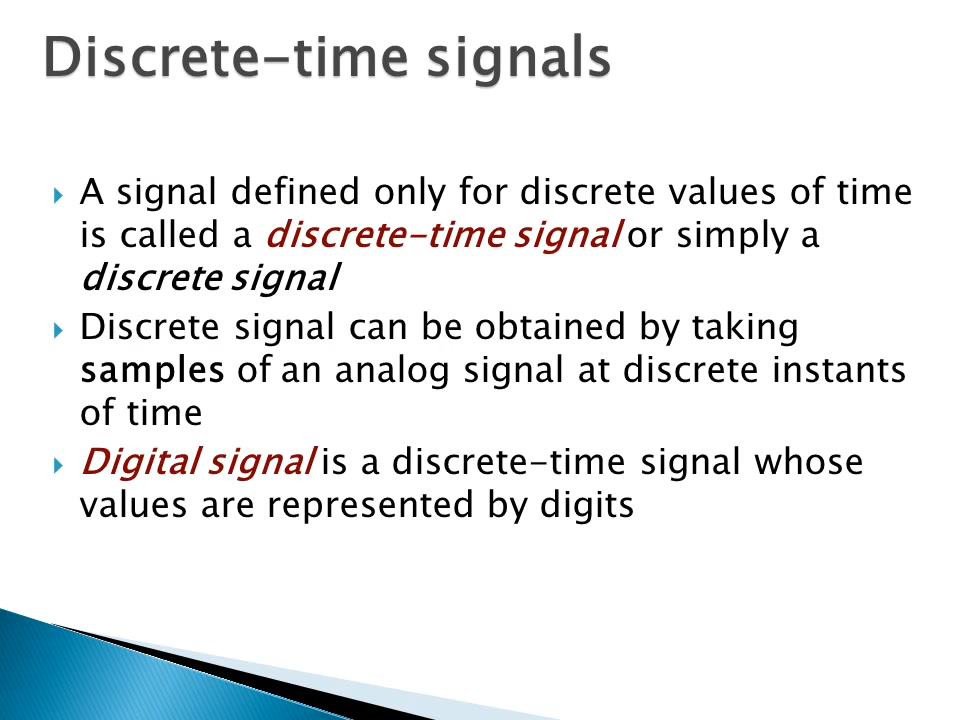 Discrete-time signals
A signal defined only for discrete values of time
is called a discrete-time signal or simply a
discrete signal
Discrete signal can be obtained by taking
samples of an analog signal at discrete instants
of time
Digital signal is a discrete-time signal whose
values are represented by digits